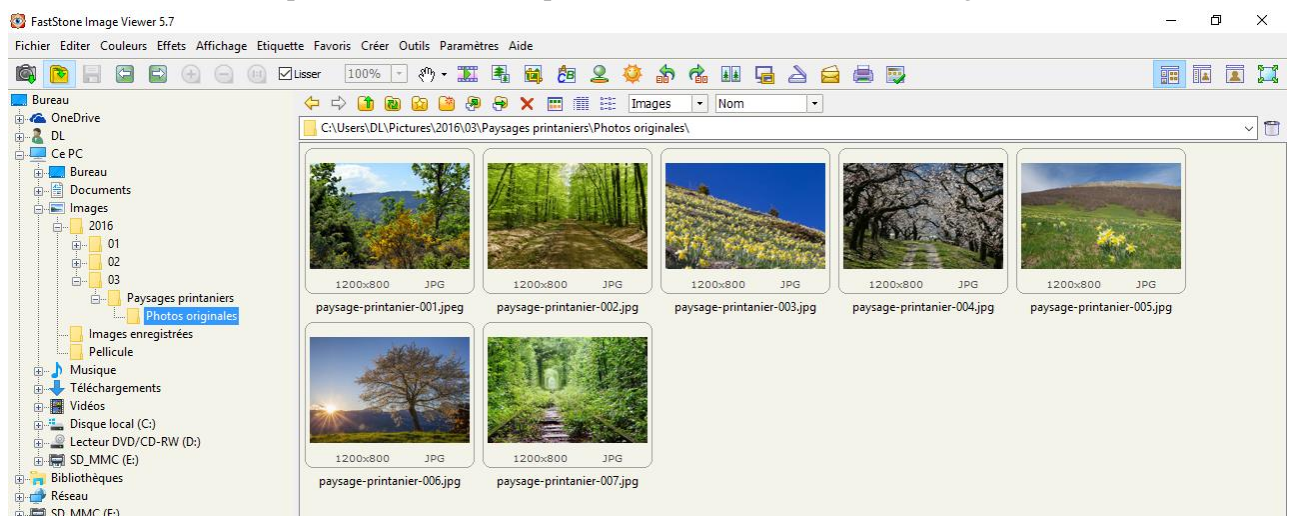 FastStone Image Viewer 5.7
Fichier Editer Couleurs Effets Affichage Etiquette Favoris Créer Outils Paramètres Aide
Lisser 100%
Bureau
OneDrive
DL
Ce PC
Bureau
Documents
Images
2016
01
02
03
Paysages printaniers
Photos originales
Images enregistrées
Pellicule
Musique
Téléchargements
Vidéos
Disque local (C:)
Lecteur DVD/CD-RW (D:)
SD_MMC (E:)
Bibliothèques
Réseau
SD_MMC (E:)
Images Nom
C:\Users\DL\Pictures\2016\03\Paysages printaniers\Photos originales\
1200x800 JPG 1200x800 JPG 1200x800 JPG 1200x800 JPG 1200x800 JPG
paysage-printanier-001.jpeg paysage-printanier-002.jpg paysage-printanier-003.jpg paysage-printanier-004.jpg paysage-printanier-005.jpg
1200x800 JPG 1200x800 JPG
paysage-printanier-006.jpg paysage-printanier-007.jpg